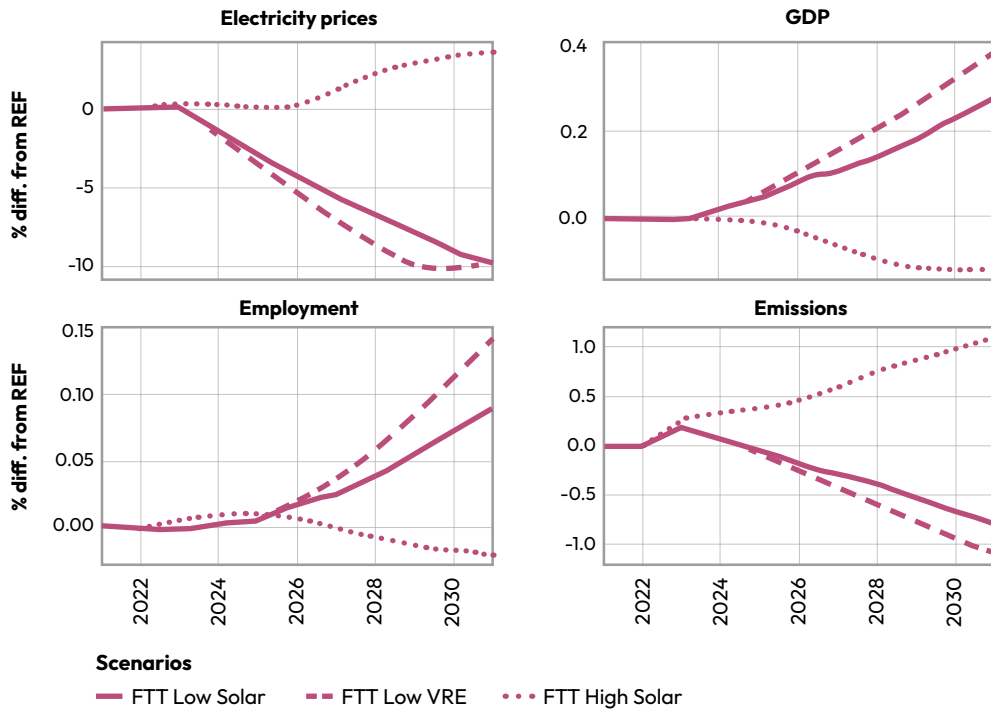 Electricity prices
GDP
% diff. from REF
0
-5
-10
0.4
0.2
0.0
Employment
Emissions
% diff. from REF
0.15
0.10
0.05
0.00
1.0
0.5
0.0
-0.5
-1.0
2022 2024 2026 2028 2030
2022 2024 2026 2028 2030
Scenarios
FTT Low Solar FTT Low VRE FTT High Solar